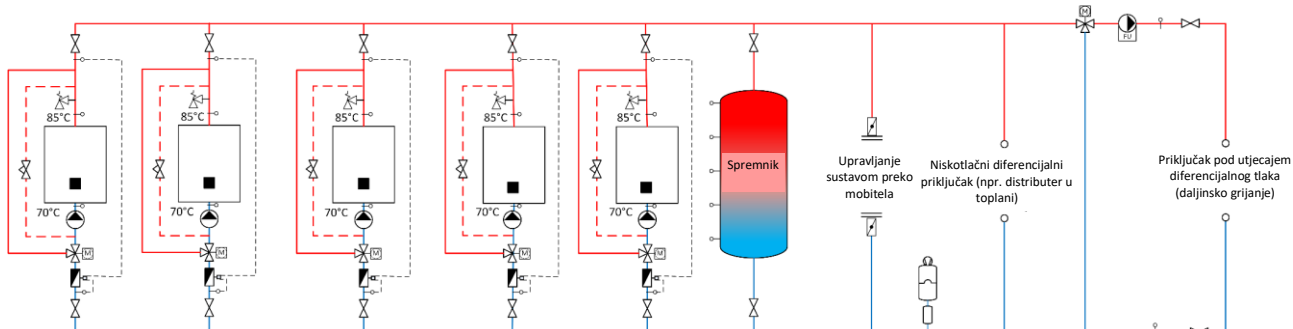 M
FU
85°C
85°C
85°C
85°C
85°C
Spremnik
Upravljanje
sustavom preko
mobitela
Niskotlačni diferencijalni
priključak (npr. distributer u
toplani)
Priključak pod utjecajem
diferencijalnog tlaka
(daljinsko grijanje)
70°C
70°C
70°C
70°C
70°C
M
M
M
M
M